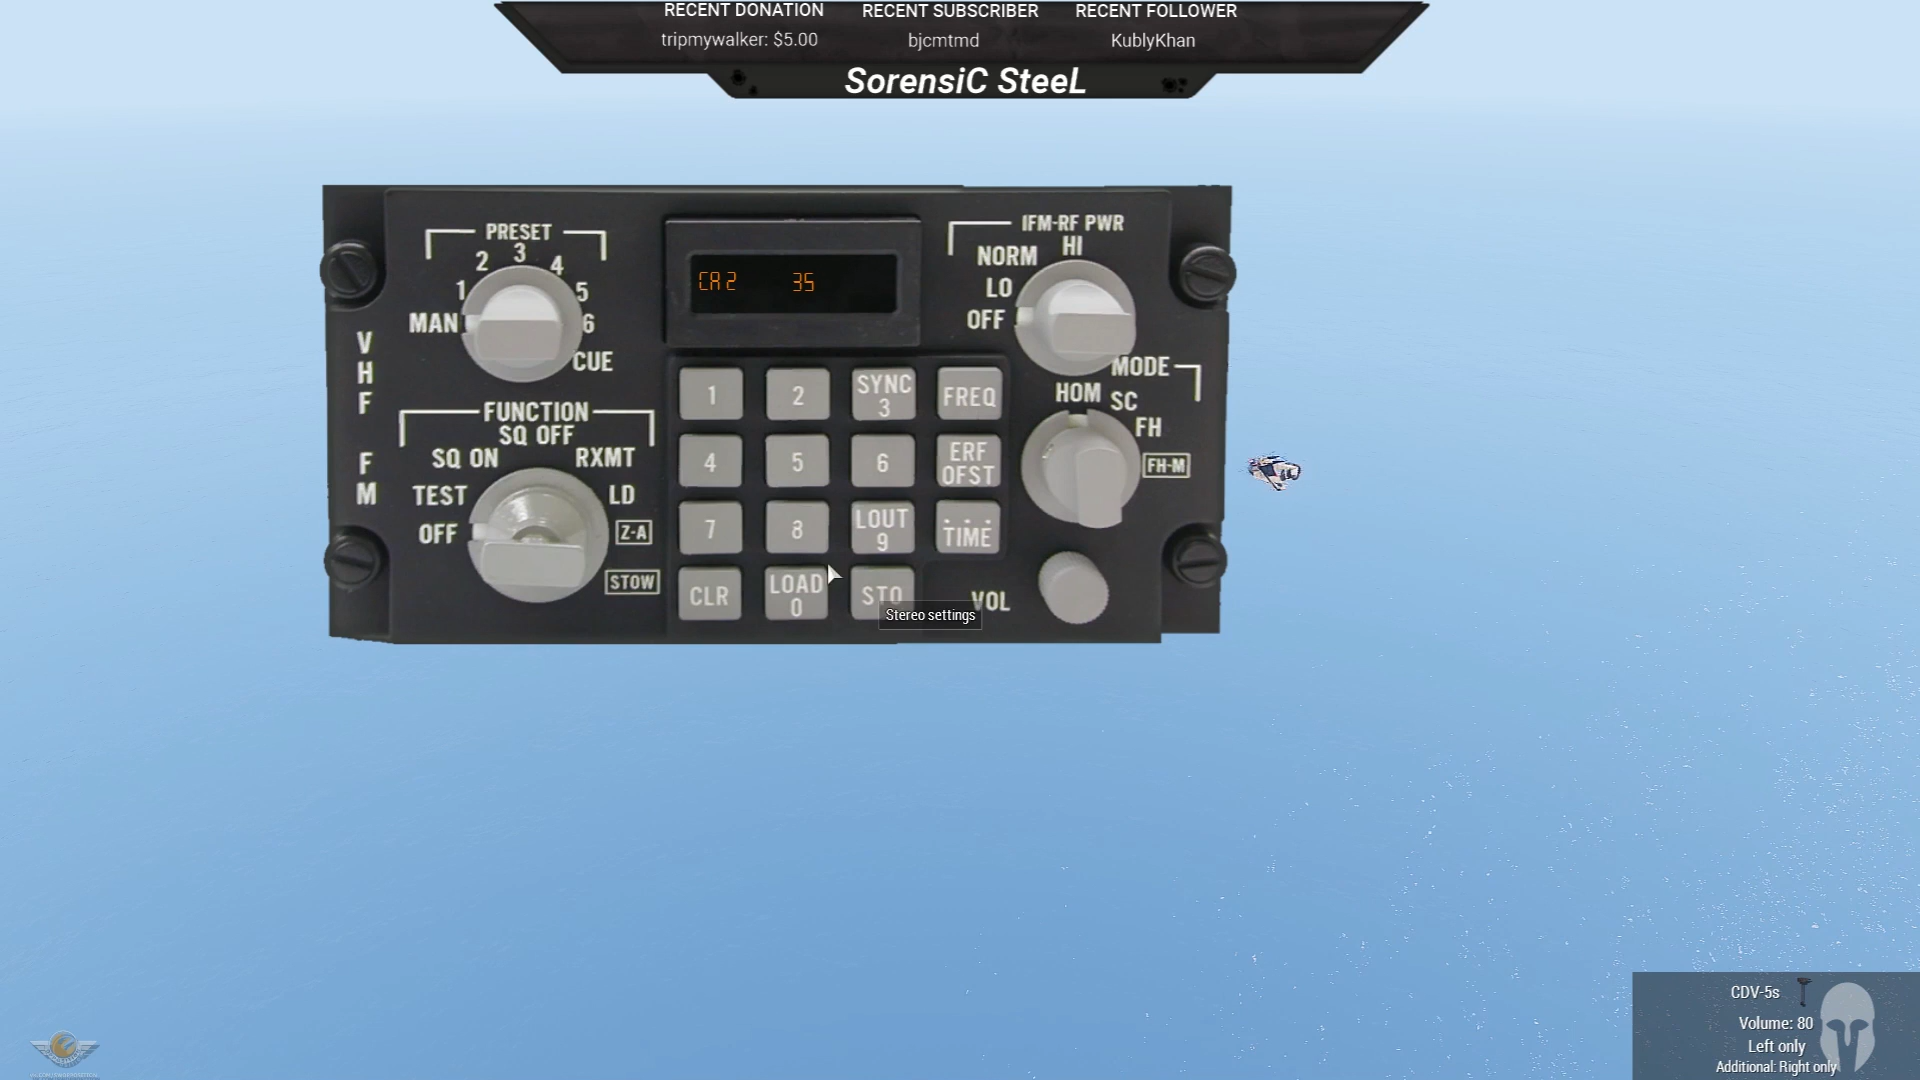 RECENT DONATION
RECENT SUBSCRIBER
RECENT FOLLOWER
tripmywalker: $5.00
bjcmtmd
KublyKhan
SorensiC SteeL
PRESET
MAN
1
2
3
4
5
6
CUE
CA2 35
IFM-RF PWR
OFF
LO
NORM
HI
VHF
FM
FUNCTION
OFF
TEST
SQ ON
SQ OFF
RXMT
LD
Z-A
STOW
1
2
SYNC
3
FREQ
4
5
6
ERF
OFST
7
8
LOUT
9
TIME
CLR
LOAD
0
STO
Stereo settings
MODE
HOM
SC
FH
FH-M
VOL
CDV-5s
Volume: 80
Left only
Additional: Right only